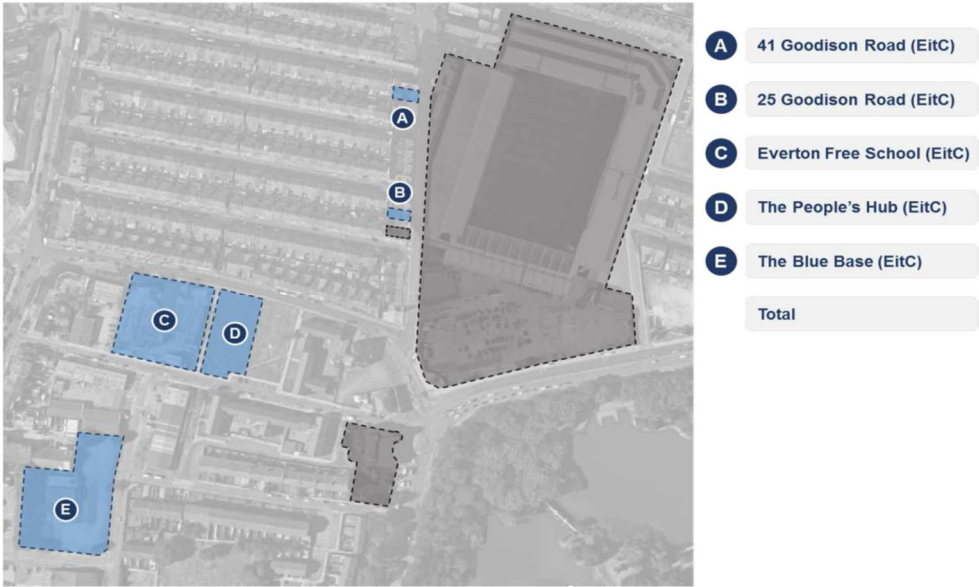 A 41 Goodison Road (EitC)
B 25 Goodison Road (EitC)
C Everton Free School (EitC)
D The People's Hub (EitC)
E The Blue Base (EitC)
Total
A
B
C
D
E